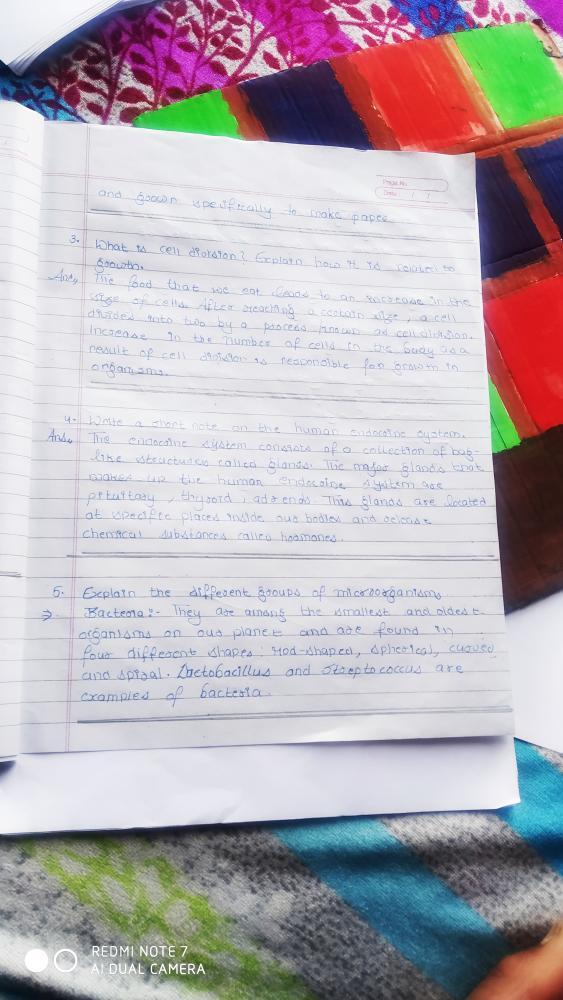 Page No.
Date: / /
and grown specifically to make paper.
3. What is cell division? Explain how it is related to
growth.
Ans, The food that we eat leads to an increase in the
size of cells. After reaching a certain size, a cell
divides into two by a process known as cell division.
Increase in the number of cells in the body as a
result of cell division is responsible for growth in
organisms.
4. Write a short note on the human endocrine system.
Ans, The endocrine system consists of a collection of bag-
like structures called glands. The major glands that
makes up the human endocrine system are
pituitary, thyroid, . This glands are located
at specific places inside our bodies and release
chemical substances called hormones.
5. Explain the different groups of microorganisms.
⇒ Bacteria:- They are among the smallest and oldest
organisms on our planet and are found in
four different shapes: rod-shaped, spherical, curved
and spiral. Lactobacillus and Streptococcus are
examples of bacteria.
REDMI NOTE 7
AI DUAL CAMERA